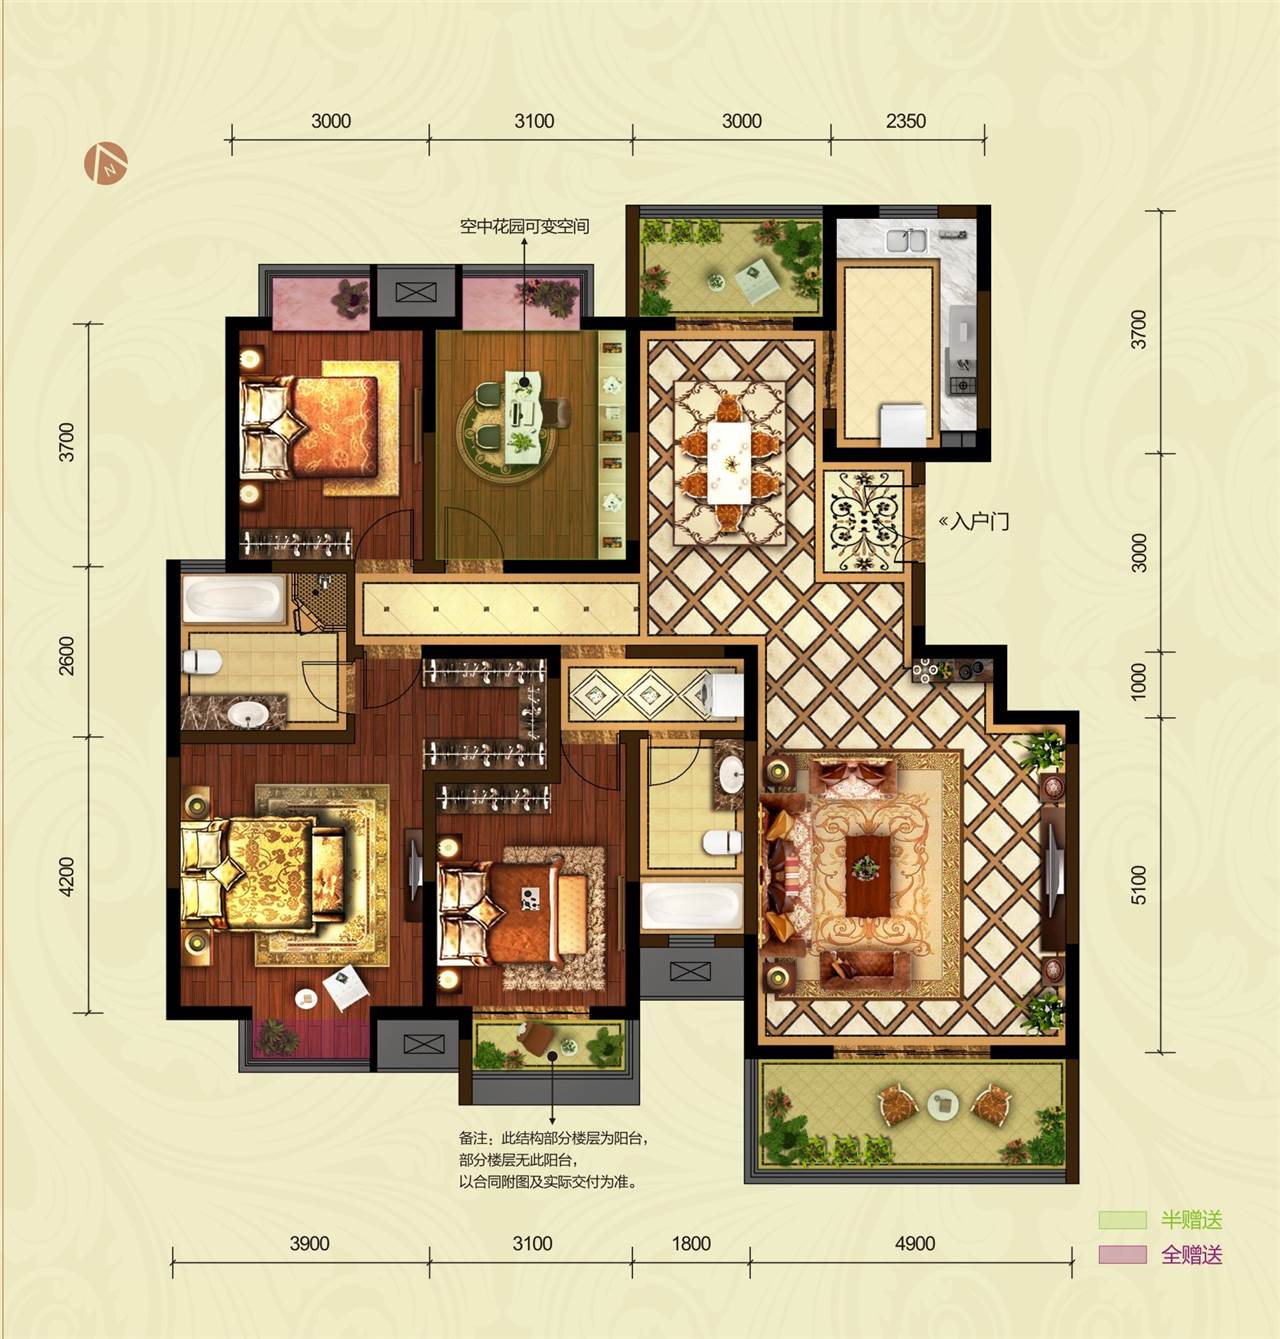 3000 3100 3000 2350
N
空中花园可变空间
3700
3700
«入户门
3000
2600
1000
4200
5100
备注：此结构部分楼层为阳台，
部分楼层无此阳台，
以合同附图及实际交付为准。
半赠送
全赠送
3900 3100 1800 4900